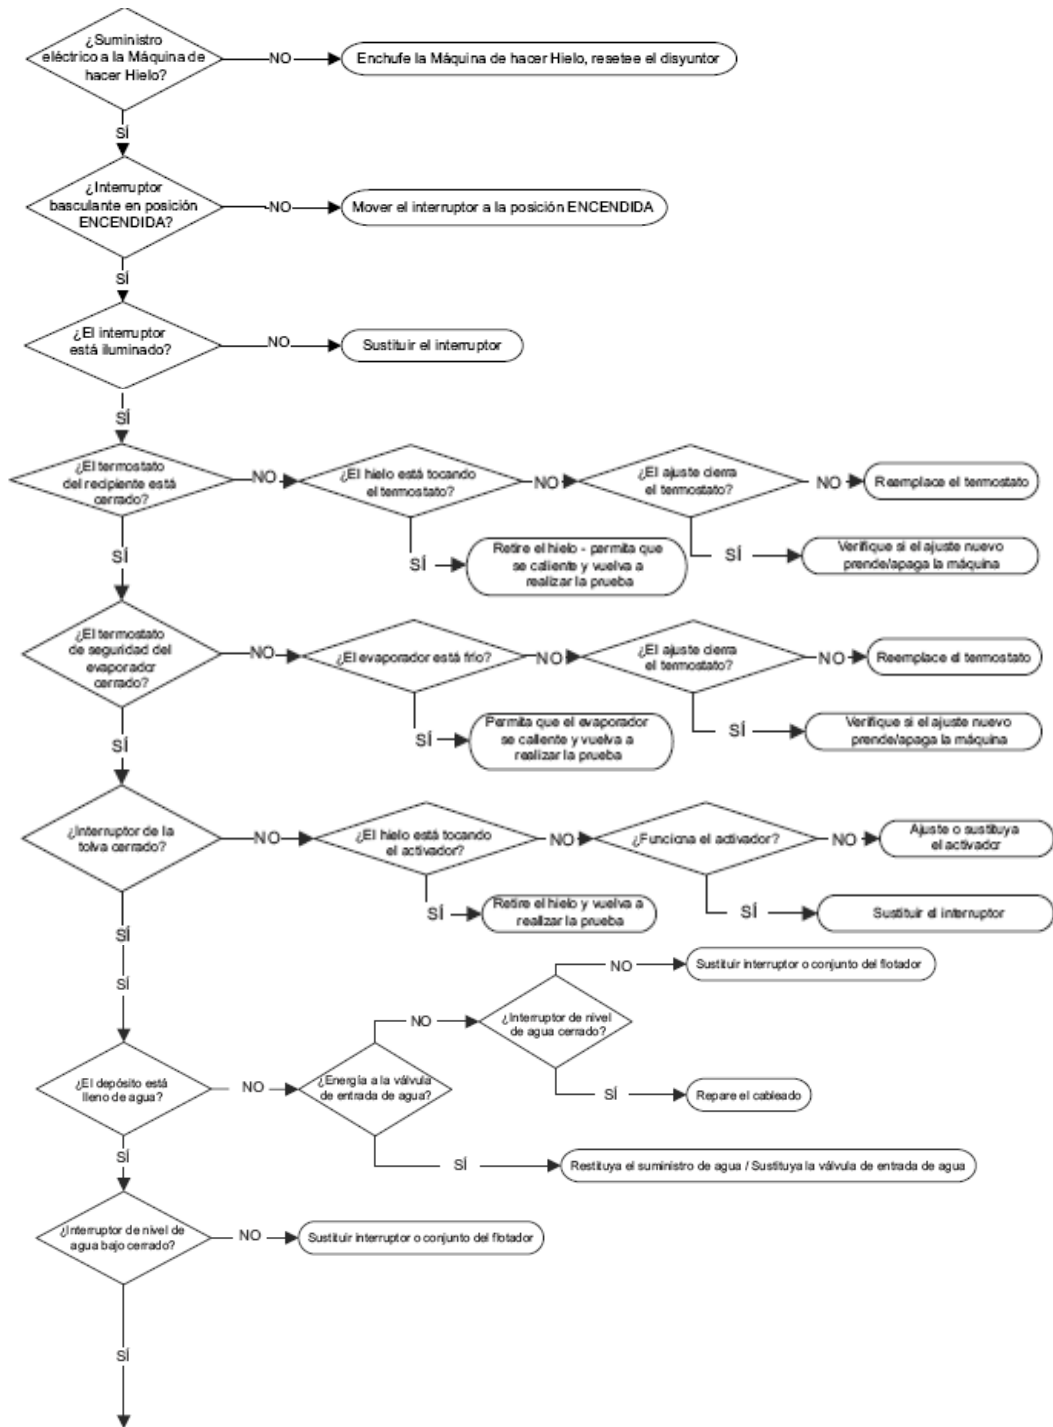 ¿Suministro
eléctrico a la Máquina de
hacer Hielo?
NO
Enchufe la Máquina de hacer Hielo, resetee el disyuntor
SÍ
¿Interruptor
basculante en posición
ENCENDIDA?
NO
Mover el interruptor a la posición ENCENDIDA
SÍ
¿El interruptor
está iluminado?
NO
Sustituir el interruptor
SÍ
¿El termostato
del recipiente está
cerrado?
NO
¿El hielo está tocando
el termostato?
NO
¿El ajuste cierra
el termostato?
NO
Reemplace el termostato
SÍ
SÍ
Retire el hielo - permita que
se caliente y vuelva a
realizar la prueba
SÍ
Verifique si el ajuste nuevo
prende/apaga la máquina
¿El termostato
de seguridad del
evaporador
cerrado?
NO
¿El evaporador está frío?
NO
¿El ajuste cierra
el termostato?
NO
Reemplace el termostato
SÍ
SÍ
Permita que el evaporador
se caliente y vuelva a
realizar la prueba
SÍ
Verifique si el ajuste nuevo
prende/apaga la máquina
¿Interruptor de la
tolva cerrado?
NO
¿El hielo está tocando
el activador?
NO
¿Funciona el activador?
NO
Ajuste o sustituya
el activador
SÍ
SÍ
Retire el hielo y vuelva a
realizar la prueba
SÍ
Sustituir el interruptor
SÍ
¿El depósito está
lleno de agua?
NO
¿Energía a la válvula
de entrada de agua?
NO
¿Interruptor de nivel
de agua cerrado?
NO
Sustituir interruptor o conjunto del flotador
SÍ
Repare el cableado
SÍ
Restituya el suministro de agua / Sustituya la válvula de entrada de agua
SÍ
¿Interruptor de nivel de
agua bajo cerrado?
NO
Sustituir interruptor o conjunto del flotador
SÍ